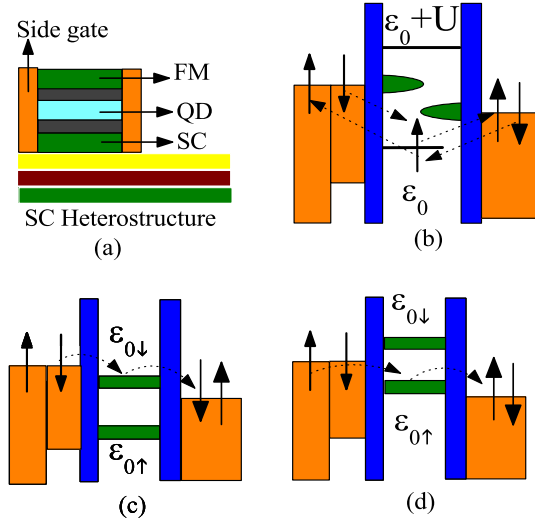 Side gate
FM
QD
SC
SC Heterostructure
(a)
ε₀+U
ε₀
(b)
ε₀↓
ε₀↑
(c)
ε₀↓
ε₀↑
(d)